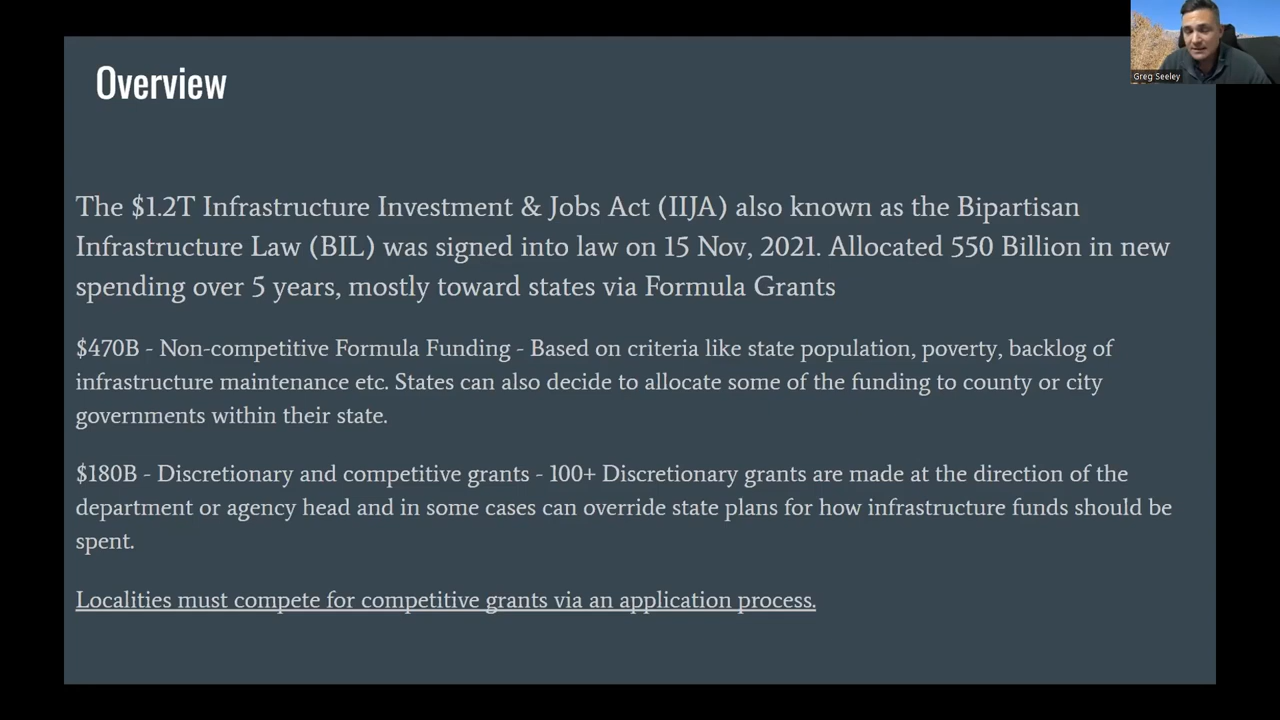 Overview
Greg Seeley
The $1.2T Infrastructure Investment & Jobs Act (IIJA) also known as the Bipartisan
Infrastructure Law (BIL) was signed into law on 15 Nov, 2021. Allocated 550 Billion in new
spending over 5 years, mostly toward states via Formula Grants
$470B - Non-competitive Formula Funding - Based on criteria like state population, poverty, backlog of
infrastructure maintenance etc. States can also decide to allocate some of the funding to county or city
governments within their state.
$180B - Discretionary and competitive grants - 100+ Discretionary grants are made at the direction of the
department or agency head and in some cases can override state plans for how infrastructure funds should be
spent.
Localities must compete for competitive grants via an application process.